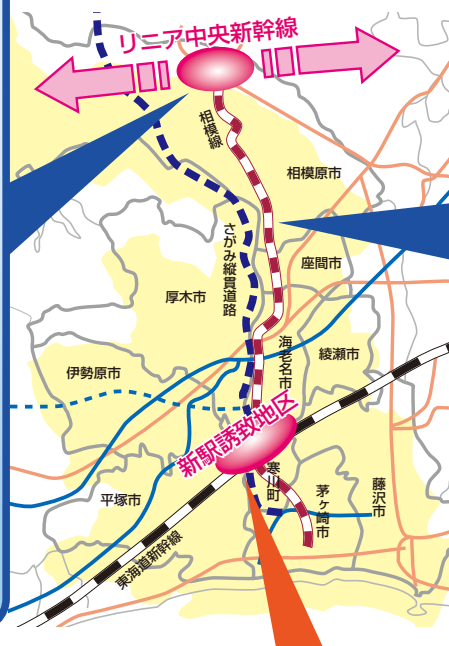 リニア中央新幹線
相模線
相模原市
さがみ縦貫道路
座間市
厚木市
海老名市
綾瀬市
伊勢原市
新駅誘致地区
寒川町
平塚市
茅ヶ崎市
藤沢市
東海道新幹線